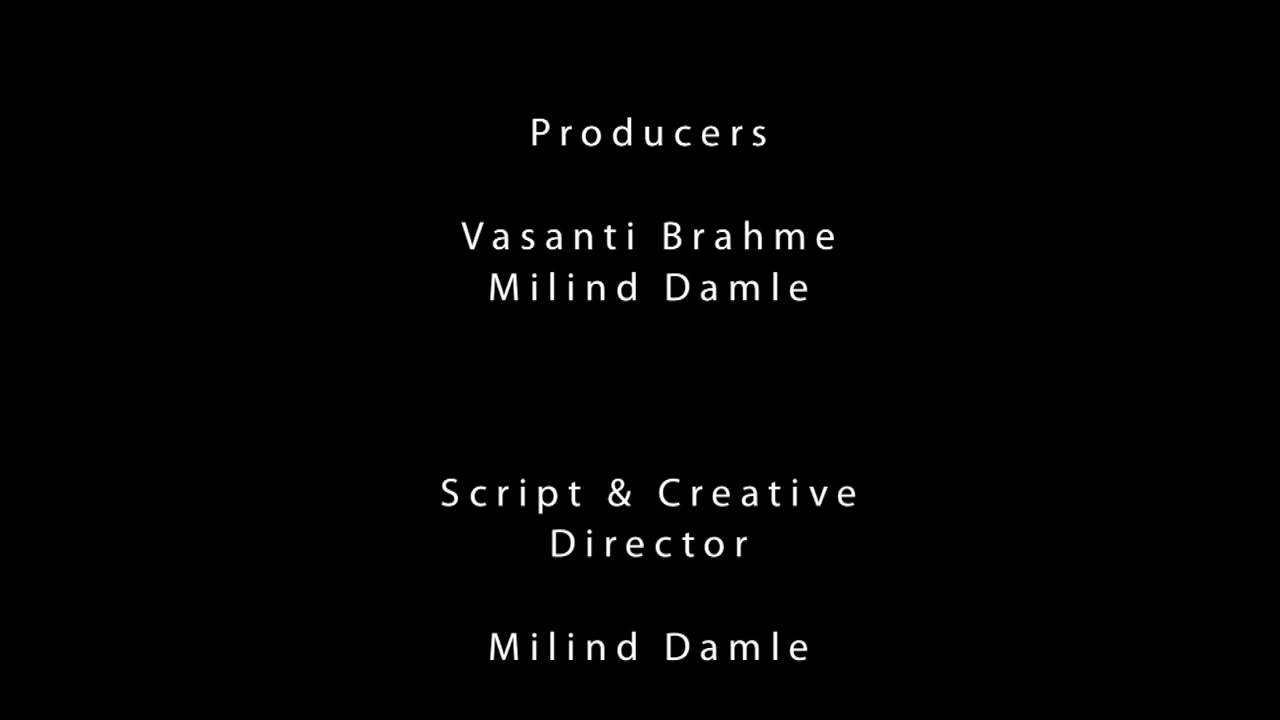 Producers
Vasanti Brahme
Milind Damle
Script & Creative
Director
Milind Damle